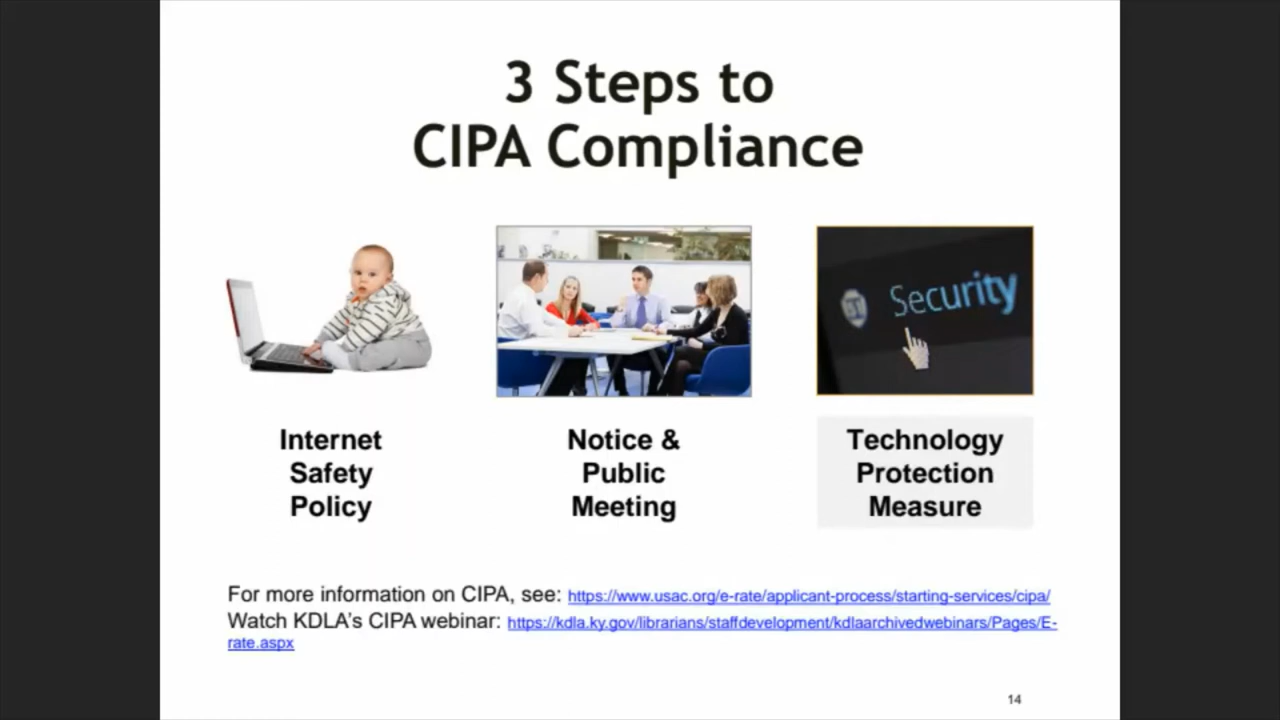 3 Steps to
CIPA Compliance
Security
Internet
Safety
Policy
Notice &
Public
Meeting
Technology
Protection
Measure
For more information on CIPA, see: https://www.usac.org/e-rate/applicant-process/starting-services/cipa/
Watch KDLA's CIPA webinar: https://kdla.ky.gov/librarians/staffdevelopment/kdlaarchivedwebinars/Pages/E-
rate.aspx
14